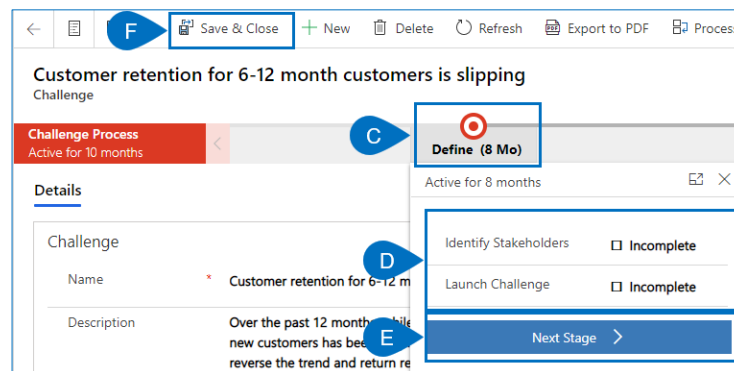 F
Save & Close
New
Delete
Refresh
Export to PDF
Process
Customer retention for 6-12 month customers is slipping
Challenge
Challenge Process
Active for 10 months
C
Define (8 Mo)
Details
Active for 8 months
Challenge
D
Identify Stakeholders
Incomplete
Launch Challenge
Incomplete
Name
* Customer retention for 6-12 m
Description
Over the past 12 month
new customers has
reverse the trend and return re
E
Next Stage